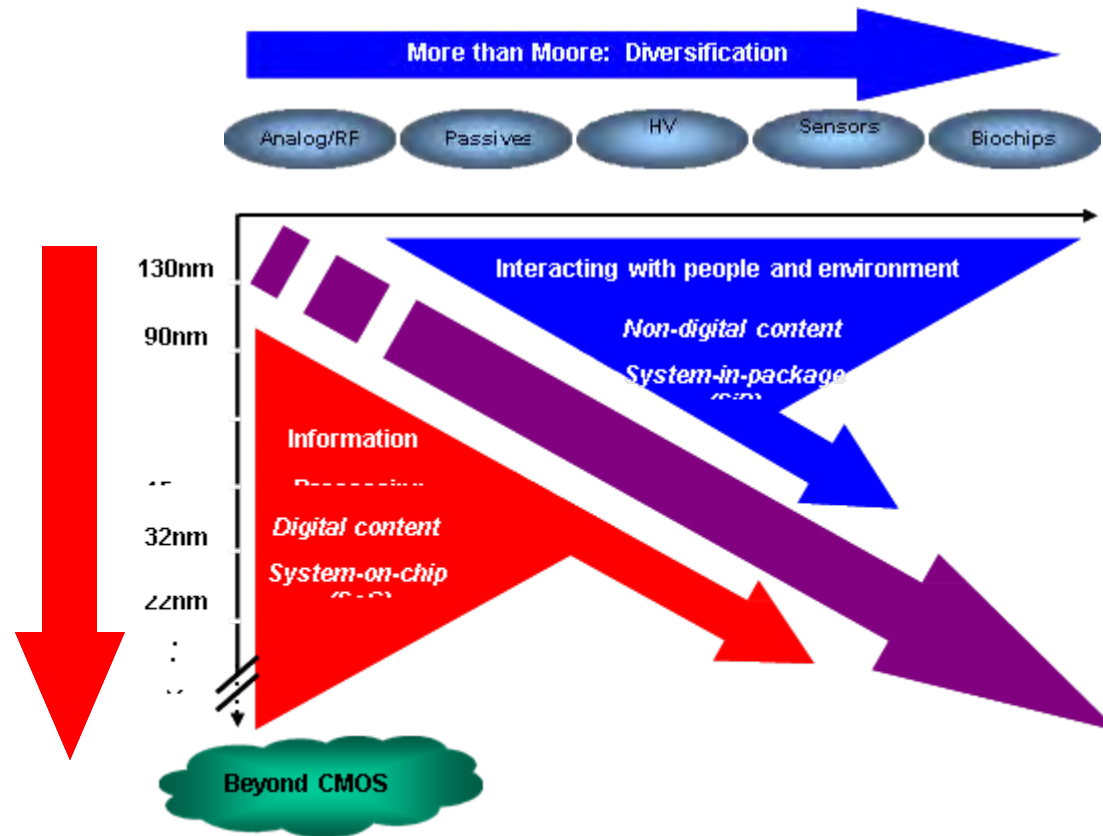 More than Moore: Diversification
Analog/RF
Passives
HV
Sensors
Biochips
130nm
90nm
32nm
22nm
Interacting with people and environment
Non-digital content
System-in-package
Information
Digital content
System-on-chip
Beyond CMOS